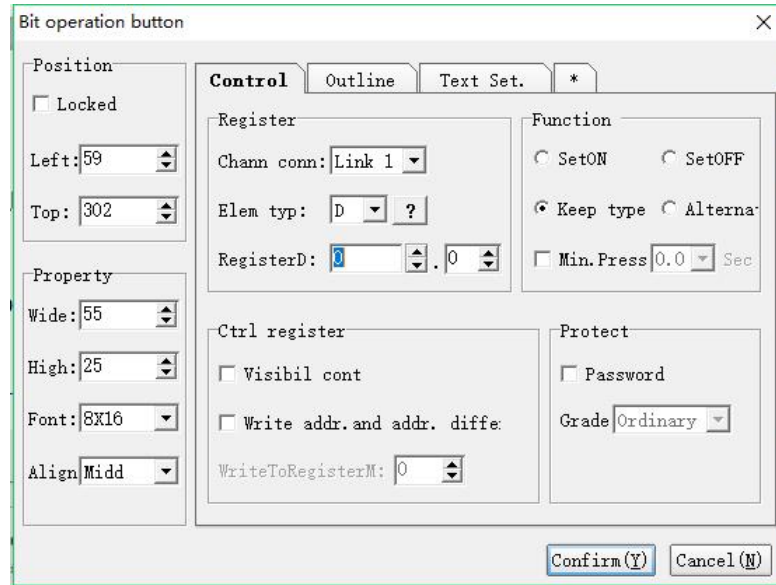 Bit operation button
Position
Locked
Left: 59
Top: 302
Property
Wide: 55
High: 25
Font: 8X16
Align Midd
Control Outline Text Set. *
Register
Chann conn: Link 1
Elem typ: D ?
RegisterD: 0 . 0
Function
SetON SetOFF
Keep type Alterna
Min.Press 0.0 Sec
Ctrl register
Visibil cont
Write addr.and addr. diffe
WriteToRegisterM: 0
Protect
Password
Grade Ordinary
Confirm(Y) Cancel(N)